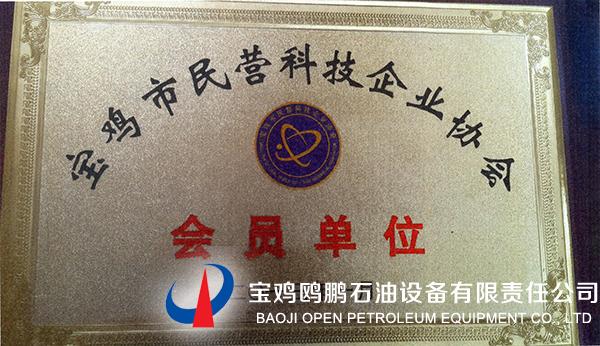 宝鸡市民营科技企业协会
会员单位
宝鸡鸥鹏石油设备有限责任公司
BAOJI OPEN PETROLEUM EQUIPMENT CO., LTD